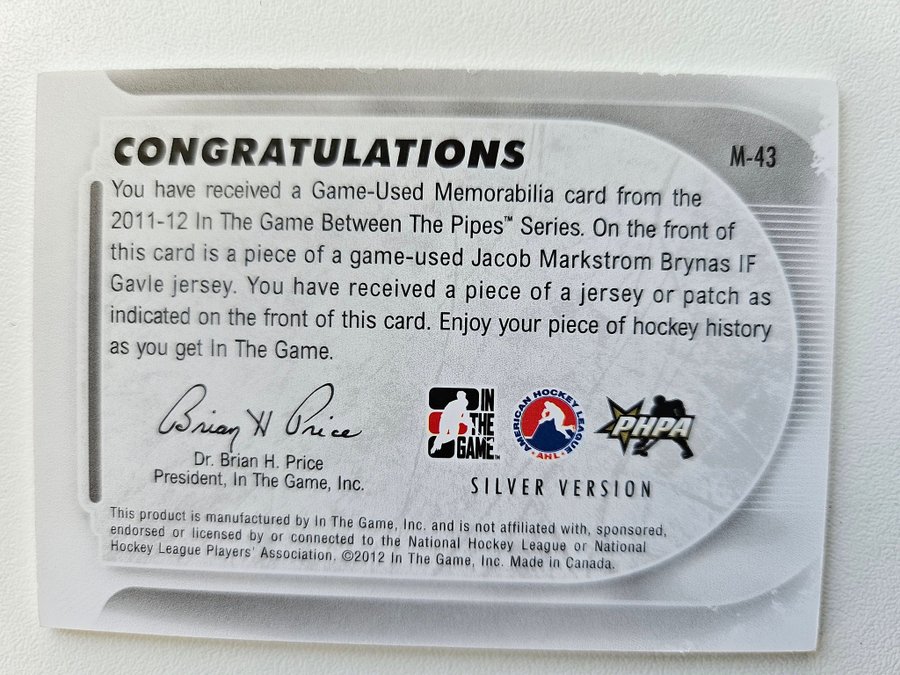 CONGRATULATIONS
M-43
You have received a Game-Used Memorabilia card from the
2011-12 In The Game Between The Pipes™ Series. On the front of
this card is a piece of a game-used Jacob Markstrom Brynas IF
Gavle jersey. You have received a piece of a jersey or patch as
indicated on the front of this card. Enjoy your piece of hockey history
as you get In The Game.
Brian H Price
Dr. Brian H. Price
President, In The Game, Inc.
IN
THE
GAME™
AMERICAN HOCKEY LEAGUE
AHL
PHPA
SILVER VERSION
This product is manufactured by In The Game, Inc. and is not affiliated with, sponsored,
endorsed or licensed by or connected to the National Hockey League or National
Hockey League Players' Association. ©2012 In The Game, Inc. Made in Canada.